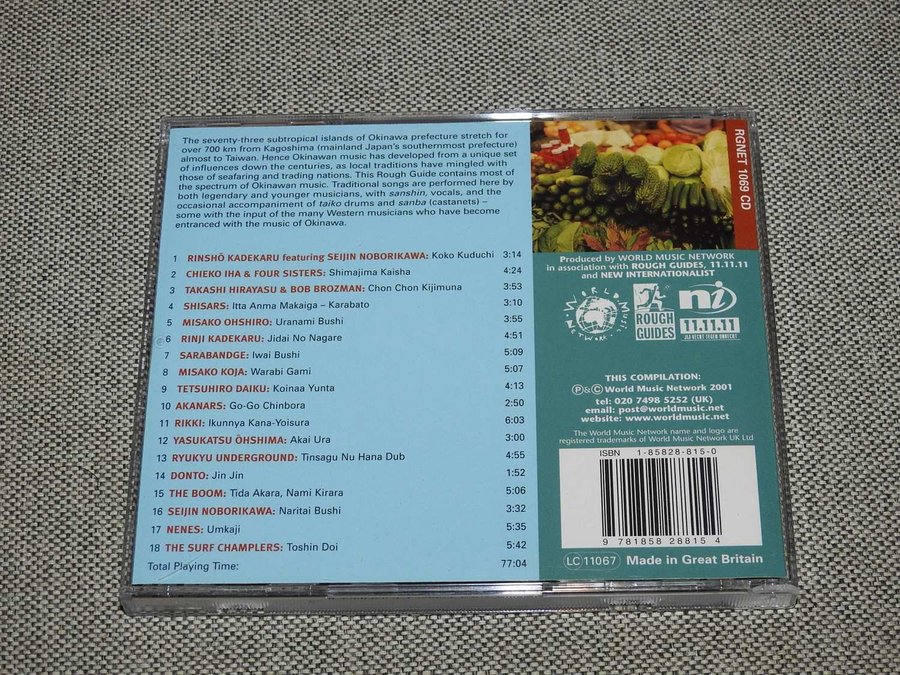 The seventy-three subtropical islands of Okinawa prefecture stretch for
over 700 km from Kagoshima (mainland Japan's southernmost prefecture)
almost to Taiwan. Hence Okinawan music has developed from a unique set
of influences down the centuries, as local traditions have mingled with
those of seafaring and trading nations. This Rough Guide contains most of
the spectrum of Okinawan music. Traditional songs are performed here by
both legendary and younger musicians, with sanshin, vocals, and the
occasional accompaniment of taiko drums and sanba (castanets) –
some with the input of the many Western musicians who have become
entranced with the music of Okinawa.
1 RINSHŌ KADEKARU featuring SEIJIN NOBORIKAWA: Koko Kuduchi 3:14
2 CHIEKO IHA & FOUR SISTERS: Shimajima Kaisha 4:24
3 TAKASHI HIRAYASU & BOB BROZMAN: Chon Chon Kijimuna 3:53
4 SHISARS: Itta Anma Makaiga – Karabato 3:10
5 MISAKO OHSHIRO: Uranami Bushi 3:55
6 RINJI KADEKARU: Jidai No Nagare 4:51
7 SARABANDGE: Iwai Bushi 5:09
8 MISAKO KOJA: Warabi Gami 5:07
9 TETSUHIRO DAIKU: Koinaa Yunta 4:13
10 AKANARS: Go-Go Chinbora 2:50
11 RIKKI: Ikunnya Kana-Yoisura 6:03
12 YASUKATSU ŌHSHIMA: Akai Ura 3:00
13 RYUKYU UNDERGROUND: Tinsagu Nu Hana Dub 4:55
14 DONTO: Jin Jin 1:52
15 THE BOOM: Tida Akara, Nami Kirara 5:06
16 SEIJIN NOBORIKAWA: Naritai Bushi 3:32
17 NENES: Umkaji 5:35
18 THE SURF CHAMPLERS: Toshin Doi 5:42
Total Playing Time: 77:04
RGNET 1069 CD
Produced by WORLD MUSIC NETWORK
in association with ROUGH GUIDES, 11.11.11
and NEW INTERNATIONALIST
WORLD MUSIC NETWORK
ROUGH
GUIDES
ni
11.11.11
THIS COMPILATION:
Ⓟ&© World Music Network 2001
tel: 020 7498 5252 (UK)
email: post@worldmusic.net
website: www.worldmusic.net
The World Music Network name and logo are
registered trademarks of World Music Network UK Ltd
ISBN 1-85828-815-0
9 781858 288154
LC 11067 Made in Great Britain